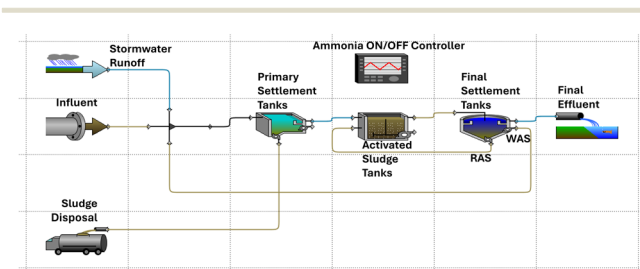 Stormwater
Runoff
Ammonia ON/OFF Controller
Influent
Primary
Settlement
Tanks
Final
Settlement
Tanks
Final
Effluent
Activated
Sludge
Tanks
WAS
RAS
Sludge
Disposal